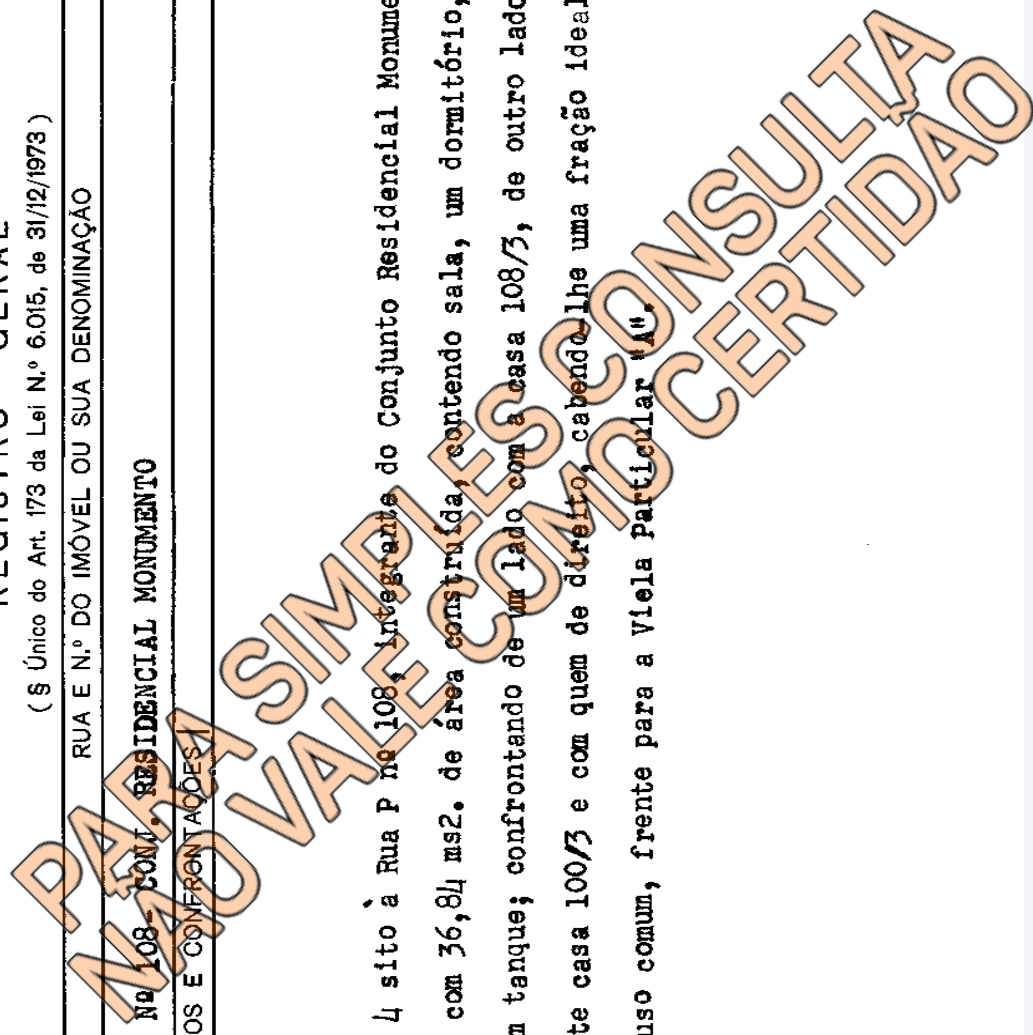 REGISTRO GERAL
( § Único do Art. 173 da Lei N.º 6.015, de 31/12/1973 )
RUA E N.º DO IMÓVEL OU SUA DENOMINAÇÃO
Nº 108- CONJ. RESIDENCIAL MONUMENTO
OS E CONFRONTAÇÕES
4 sito à Rua P nº 108, integrante do Conjunto Residencial Monume
com 36,84 ms2. de área construída, contendo sala, um dormitório,
m tanque; confrontando de um lado com a casa 108/3, de outro lado
te casa 100/3 e com quem de direito, cabendo-lhe uma fração ideal
uso comum, frente para a Viela Particular "A".
PARA SIMPLES CONSULTA
NÃO VALE COMO CERTIDÃO